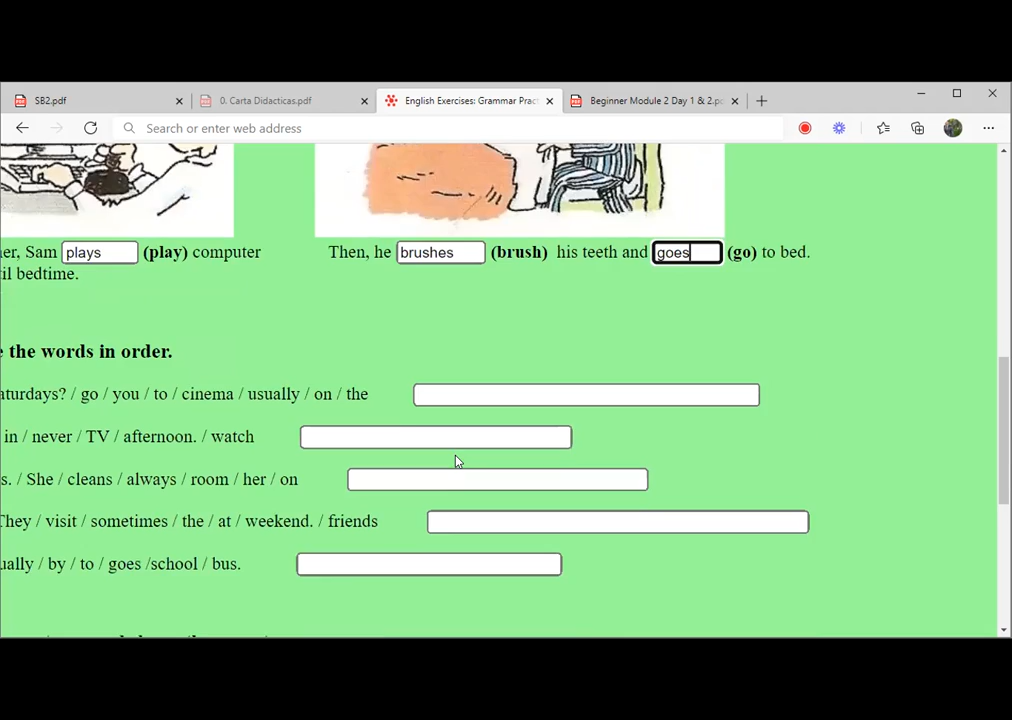 SB2.pdf
0. Carta Didacticas.pdf
English Exercises: Grammar Pract
Beginner Module 2 Day 1 & 2.pc
Search or enter web address
er, Sam plays (play) computer
Then, he brushes (brush) his teeth and goes (go) to bed.
til bedtime.
e the words in order.
aturdays? / go / you / to / cinema / usually / on / the
in / never / TV / afternoon. / watch
s. / She / cleans / always / room / her / on
They / visit / sometimes / the / at / weekend. / friends
ually / by / to / goes /school / bus.